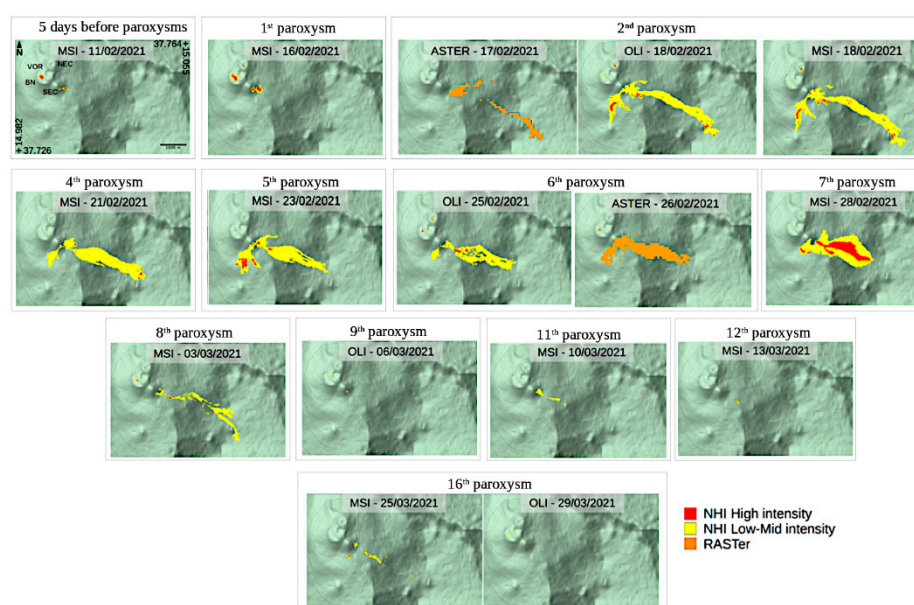 5 days before paroxysms
MSI - 11/02/2021
37.764 +
15.055
N
NEC
VOR
BN
SEC
14.982
+ 37.726
1st paroxysm
MSI - 16/02/2021
2nd paroxysm
ASTER - 17/02/2021
OLI - 18/02/2021
MSI - 18/02/2021
4th paroxysm
MSI - 21/02/2021
5th paroxysm
MSI - 23/02/2021
6th paroxysm
OLI - 25/02/2021
ASTER - 26/02/2021
7th paroxysm
MSI - 28/02/2021
8th paroxysm
MSI - 03/03/2021
9th paroxysm
OLI - 06/03/2021
11th paroxysm
MSI - 10/03/2021
12th paroxysm
MSI - 13/03/2021
16th paroxysm
MSI - 25/03/2021
OLI - 29/03/2021
NHI High intensity
NHI Low-Mid intensity
RASTer